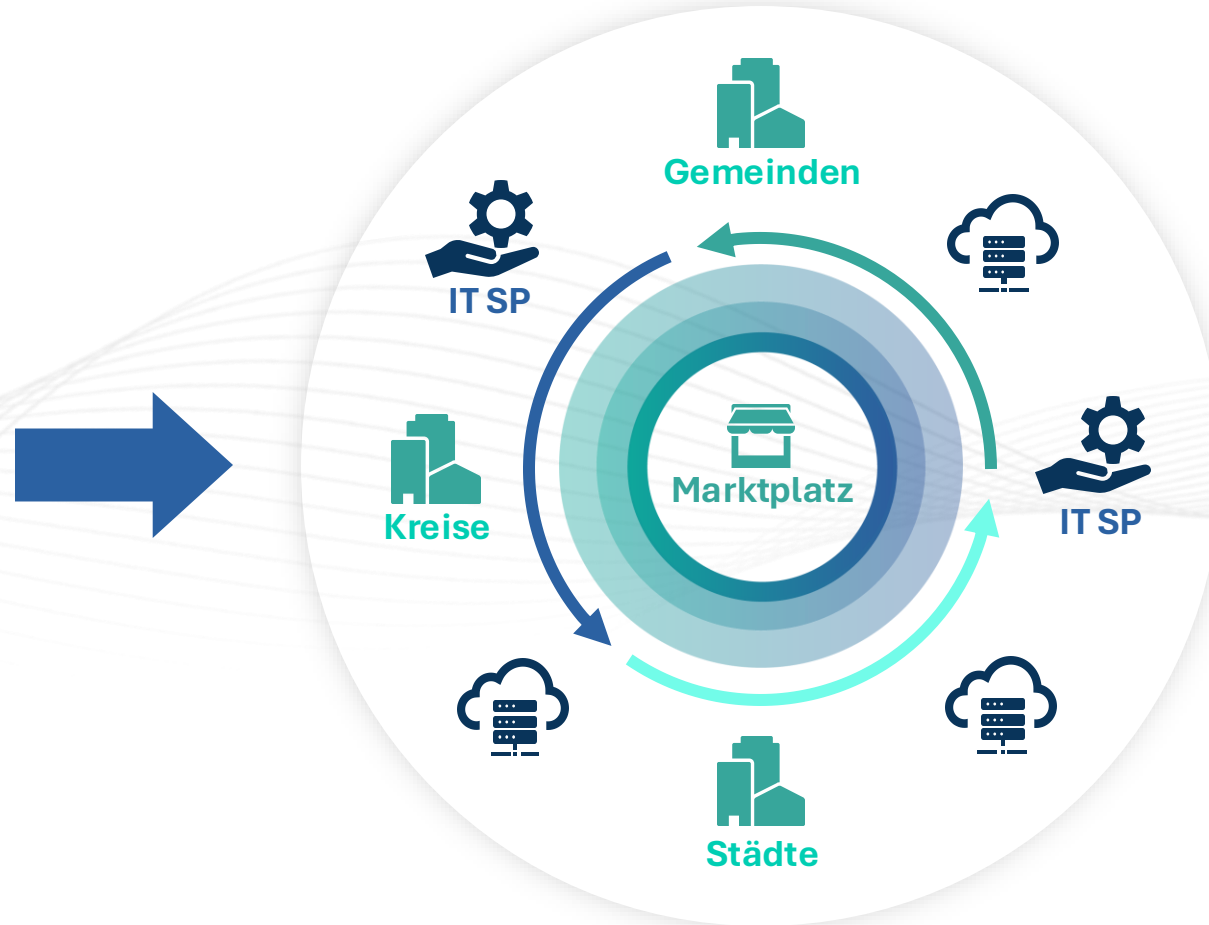 Gemeinden
IT SP
Marktplatz
Kreise
IT SP
Städte